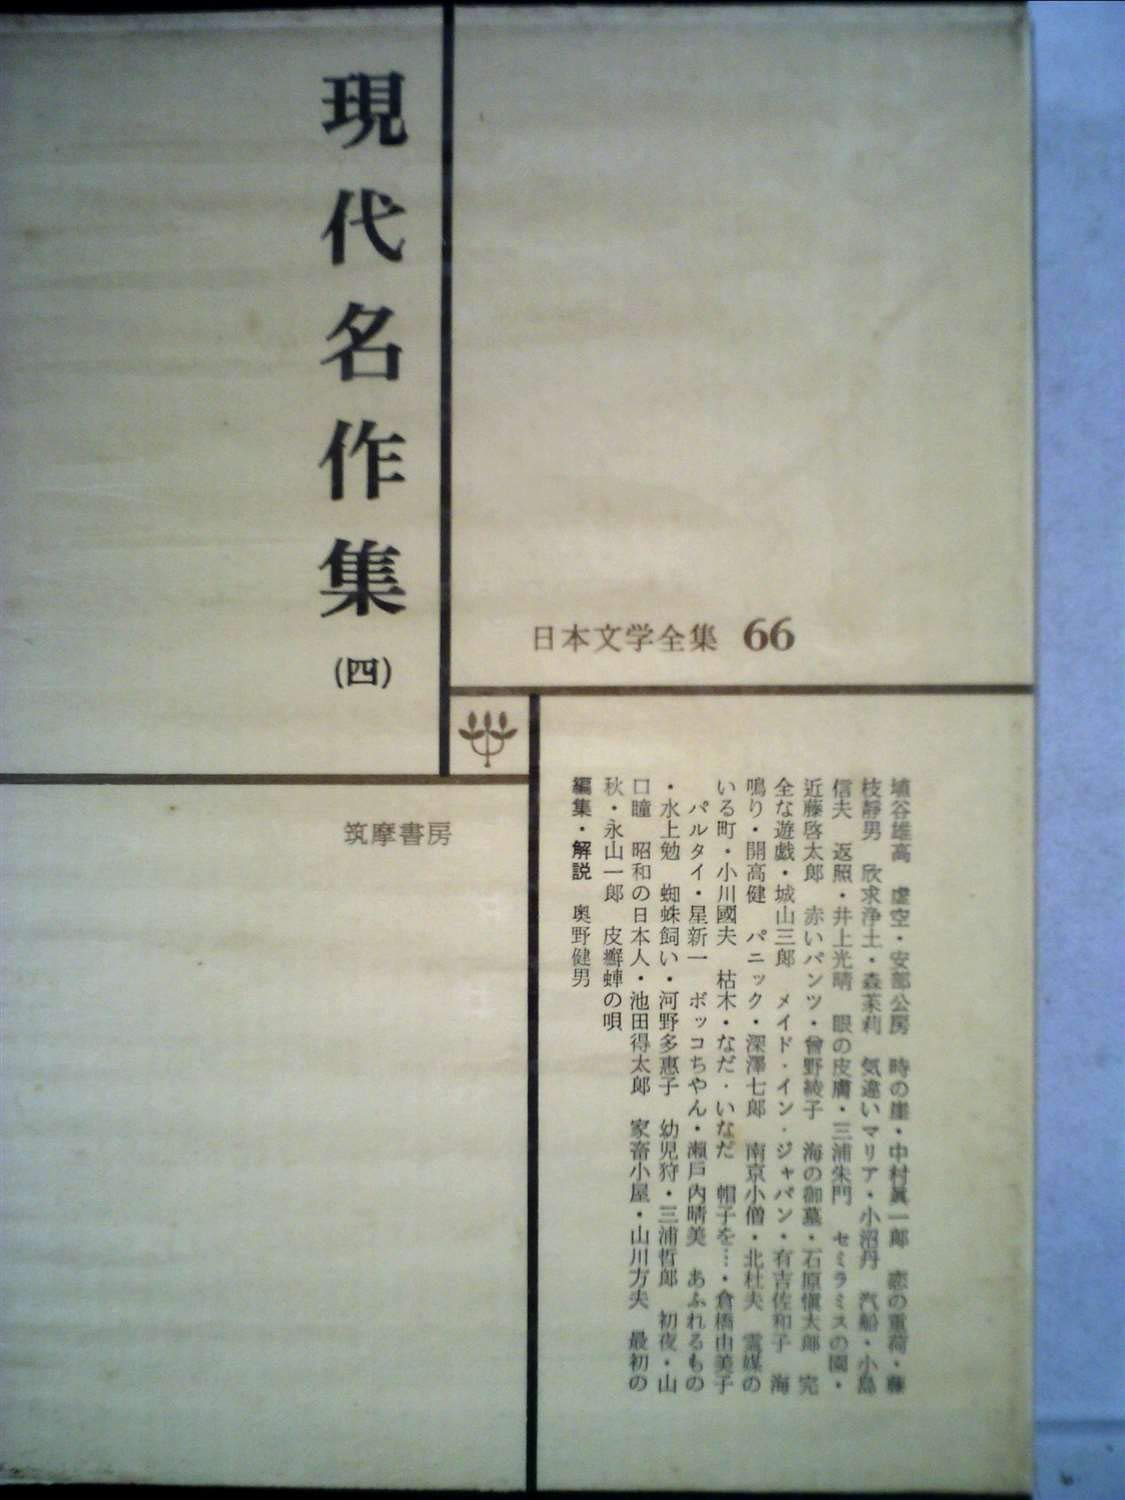 現代名作集
(四)
日本文学全集 66
埴谷雄高 虚空・安部公房 時の崖・中村眞一郎 恋の重荷・藤
枝靜男 欣求浄土・森茉莉 気違いマリア・小沼丹 汽船・小島
信夫 返照・井上光晴 眼の皮膚・三浦朱門 セミラミスの園・
近藤啓太郎 赤いパンツ・曾野綾子 海の御墓・石原愼太郎 完
全な遊戯・城山三郎 メイド・イン・ジャパン・有吉佐和子 海
鳴り・開高健 パニック・深澤七郎 南京小僧・北杜夫 霊媒の
いる町・小川國夫 枯木・なだ・いなだ 帽子を…・倉橋由美子
パルタイ・星新一 ボッコちやん・瀬戸内晴美 あふれるもの
・水上勉 蜘蛛飼い・河野多惠子 幼児狩・三浦哲郎 初夜・山
口瞳 昭和の日本人・池田得太郎 家畜小屋・山川方夫 最初の
秋・永山一郎 皮癬蟬の唄
編集・解説 奥野健男
筑摩書房